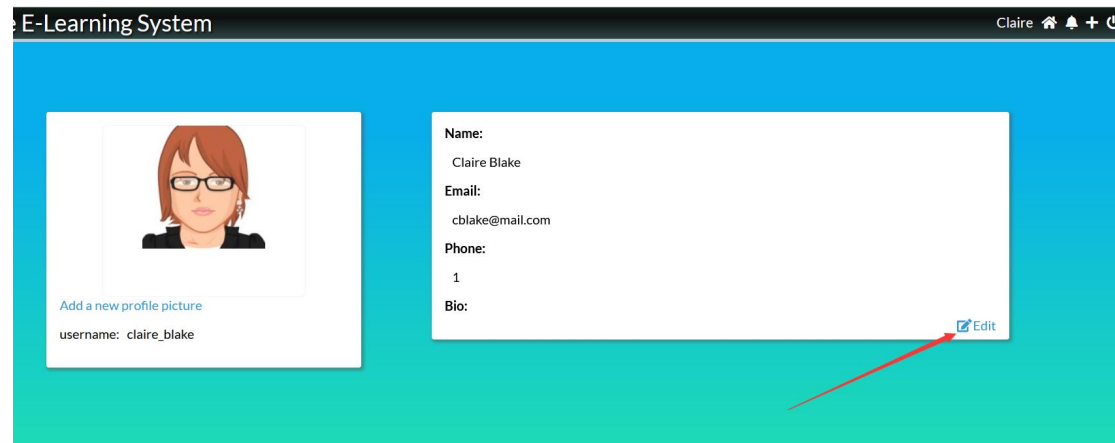 E-Learning System
Claire
Name:
Claire Blake
Email:
cblake@mail.com
Phone:
1
Bio:
Edit
Add a new profile picture
username: claire_blake